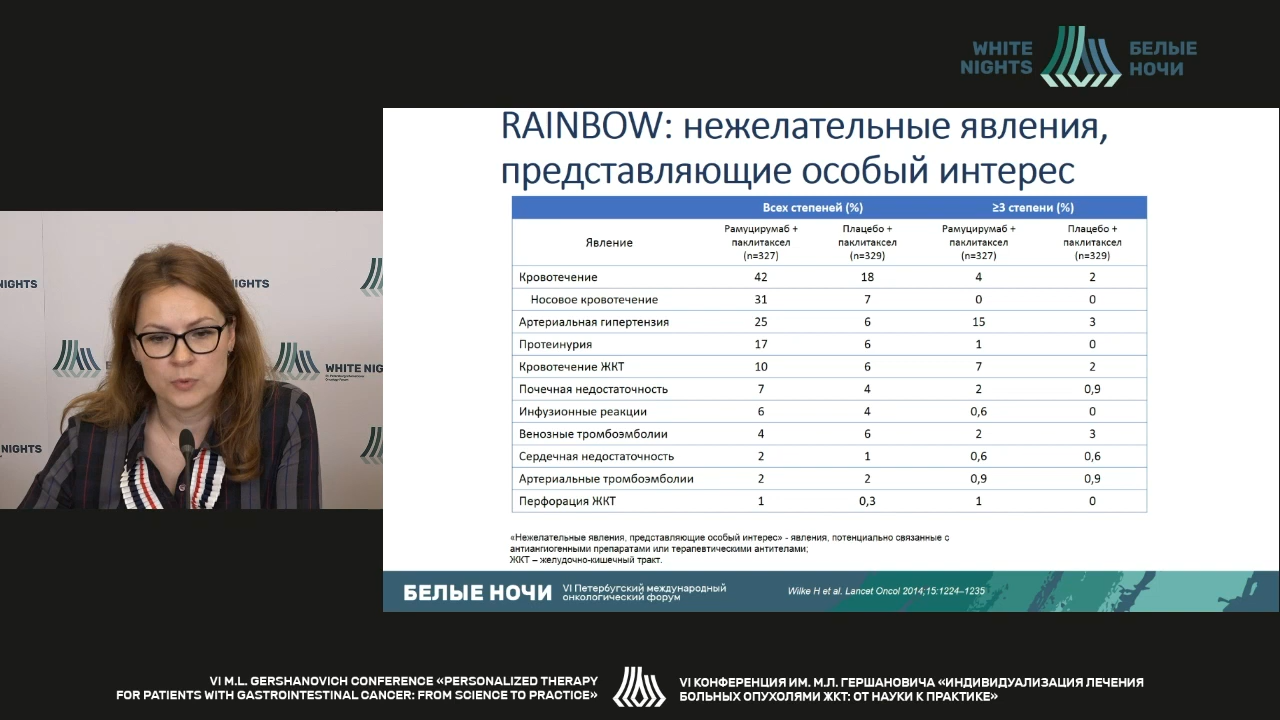 WHITE
NIGHTS
БЕЛЫЕ
НОЧИ
RAINBOW: нежелательные явления,
представляющие особый интерес
Всех степеней (%) ≥3 степени (%)
Явление Рамуцирумаб + паклитаксел (n=327) Плацебо + паклитаксел (n=329) Рамуцирумаб + паклитаксел (n=327) Плацебо + паклитаксел (n=329)
Кровотечение 42 18 4 2
Носовое кровотечение 31 7 0 0
Артериальная гипертензия 25 6 15 3
Протеинурия 17 6 1 0
Кровотечение ЖКТ 10 6 7 2
Почечная недостаточность 7 4 2 0,9
Инфузионные реакции 6 4 0,6 0
Венозные тромбоэмболии 4 6 2 3
Сердечная недостаточность 2 1 0,6 0,6
Артериальные тромбоэмболии 2 2 0,9 0,9
Перфорация ЖКТ 1 0,3 1 0
«Нежелательные явления, представляющие особый интерес» - явления, потенциально связанные с
антиангиогенными препаратами или терапевтическими антителами;
ЖКТ – желудочно-кишечный тракт.
БЕЛЫЕ НОЧИ
VI Петербургский международный
онкологический форум
Wilke H et al. Lancet Oncol 2014;15:1224–1235
IGHTS
IGHTS
WHITE NIG
NIGHTS
VI M.L. GERSHANOVICH CONFERENCE «PERSONALIZED THERAPY
FOR PATIENTS WITH GASTROINTESTINAL CANCER: FROM SCIENCE TO PRACTICE»
VI КОНФЕРЕНЦИЯ ИМ. М.Л. ГЕРШАНОВИЧА «ИНДИВИДУАЛИЗАЦИЯ ЛЕЧЕНИЯ
БОЛЬНЫХ ОПУХОЛЯМИ ЖКТ: ОТ НАУКИ К ПРАКТИКЕ»